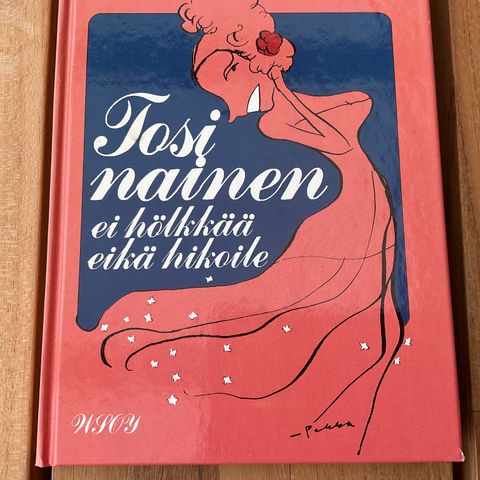 Tosi
nainen
ei hölkkää
eikä hikoile
WSOY